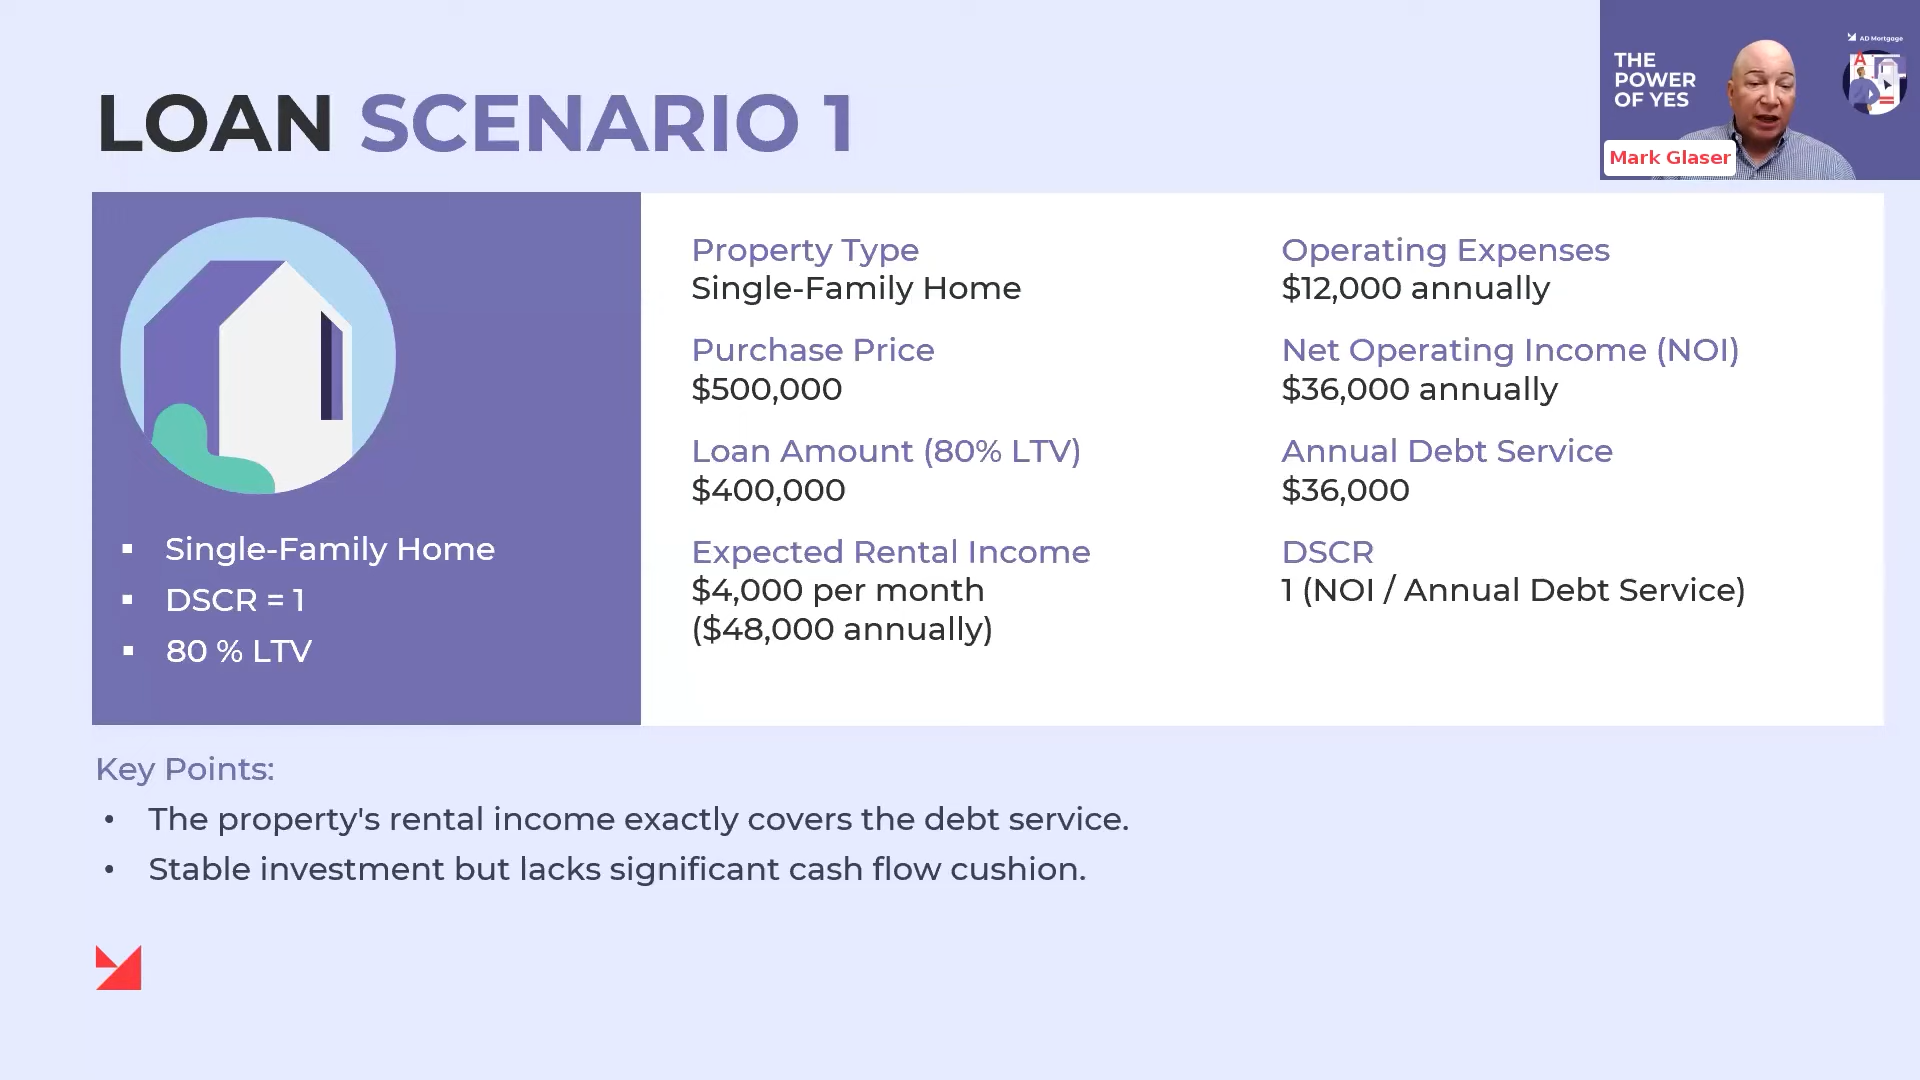 LOAN SCENARIO 1
THE
POWER
OF YES
AD Mortgage
A
Mark Glaser
Single-Family Home
DSCR = 1
80 % LTV
Property Type
Single-Family Home
Purchase Price
$500,000
Loan Amount (80% LTV)
$400,000
Expected Rental Income
$4,000 per month
($48,000 annually)
Operating Expenses
$12,000 annually
Net Operating Income (NOI)
$36,000 annually
Annual Debt Service
$36,000
DSCR
1 (NOI / Annual Debt Service)
Key Points:
• The property's rental income exactly covers the debt service.
• Stable investment but lacks significant cash flow cushion.